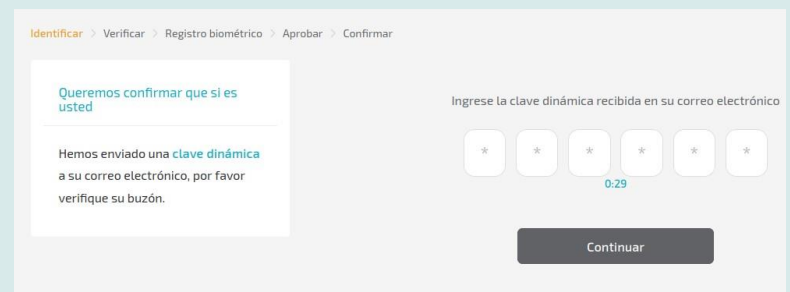 Identificar > Verificar > Registro biométrico > Aprobar > Confirmar
Queremos confirmar que si es
usted
Hemos enviado una clave dinámica
a su correo electrónico, por favor
verifique su buzón.
Ingrese la clave dinámica recibida en su correo electrónico
* * * * * *
0:29
Continuar